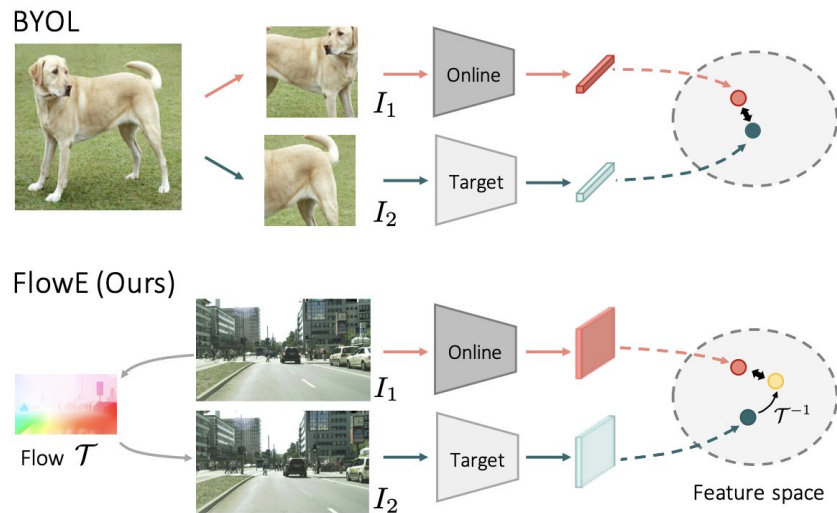 BYOL
I₁
Online
I₂
Target
FlowE (Ours)
I₁
Online
Flow 𝒯
𝒯⁻¹
I₂
Target
Feature space